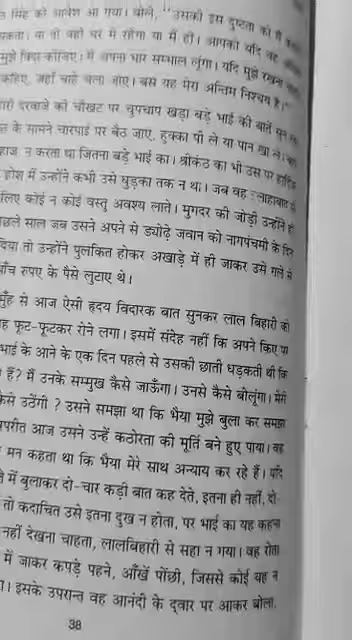 सिंह को आवेश आ गया। बोले, "उसकी इस दुष्टता को मैं
सकता। या तो वही घर में रहेगा या मैं ही। आपको यदि वह
मुझे विदा कीजिए। मैं अपना भार सम्भाल लूंगा। यदि मुझे रखना
कहिए, जहाँ चाहे चला जाए। बस यह मेरा अन्तिम निश्चय है।"
दरवाजे की चौखट पर चुपचाप खड़ा बड़े भाई की बातें सुन
के सामने चारपाई पर बैठ जाए, हुक्का पी ले या पान खा ले।
न करता था जितना बड़े भाई का। श्रीकंठ का भी उस पर हार्दिक
होश में उन्होंने कभी उसे घुड़का तक न था। जब वह इलाहाबाद से
लिए कोई न कोई वस्तु अवश्य लाते। मुगदर की जोड़ी उन्होंने ही
पिछले साल जब उसने अपने से ड्योढ़े जवान को नागपंचमी के दिन
दिया तो उन्होंने पुलकित होकर अखाड़े में ही जाकर उसे गले से
पाँच रुपए के पैसे लुटाए थे।
मुँह से आज ऐसी हृदय विदारक बात सुनकर लाल बिहारी को
वह फूट-फूटकर रोने लगा। इसमें संदेह नहीं कि अपने किए पर
भाई के आने के एक दिन पहले से उसकी छाती धड़कती थी कि
हैं? मैं उनके सम्मुख कैसे जाऊँगा। उनसे कैसे बोलूंगा। मेरी
कैसे उठेंगी? उसने समझा था कि भैया मुझे बुला कर समझा
विपरीत आज उसने उन्हें कठोरता की मूर्ति बने हुए पाया। वह
मन कहता था कि भैया मेरे साथ अन्याय कर रहे हैं। यदि
में बुलाकर दो-चार कड़ी बात कह देते, इतना ही नहीं, दो-
तो कदाचित उसे इतना दुख न होता, पर भाई का यह कहना
नहीं देखना चाहता, लालबिहारी से सहा न गया। वह रोता
में जाकर कपड़े पहने, आँखें पोंछी, जिससे कोई यह न
। इसके उपरान्त वह आनंदी के द्वार पर आकर बोला,
38